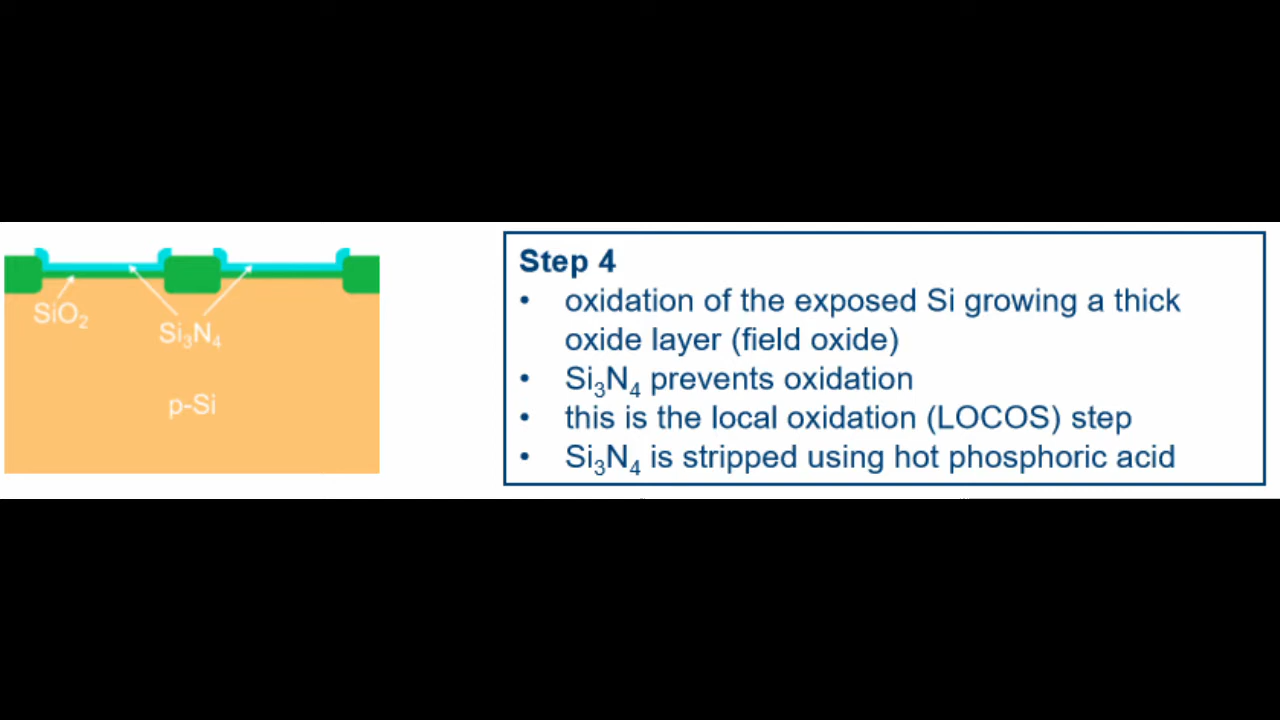 SiO₂
Si₃N₄
p-Si
Step 4
• oxidation of the exposed Si growing a thick
oxide layer (field oxide)
• Si₃N₄ prevents oxidation
• this is the local oxidation (LOCOS) step
• Si₃N₄ is stripped using hot phosphoric acid